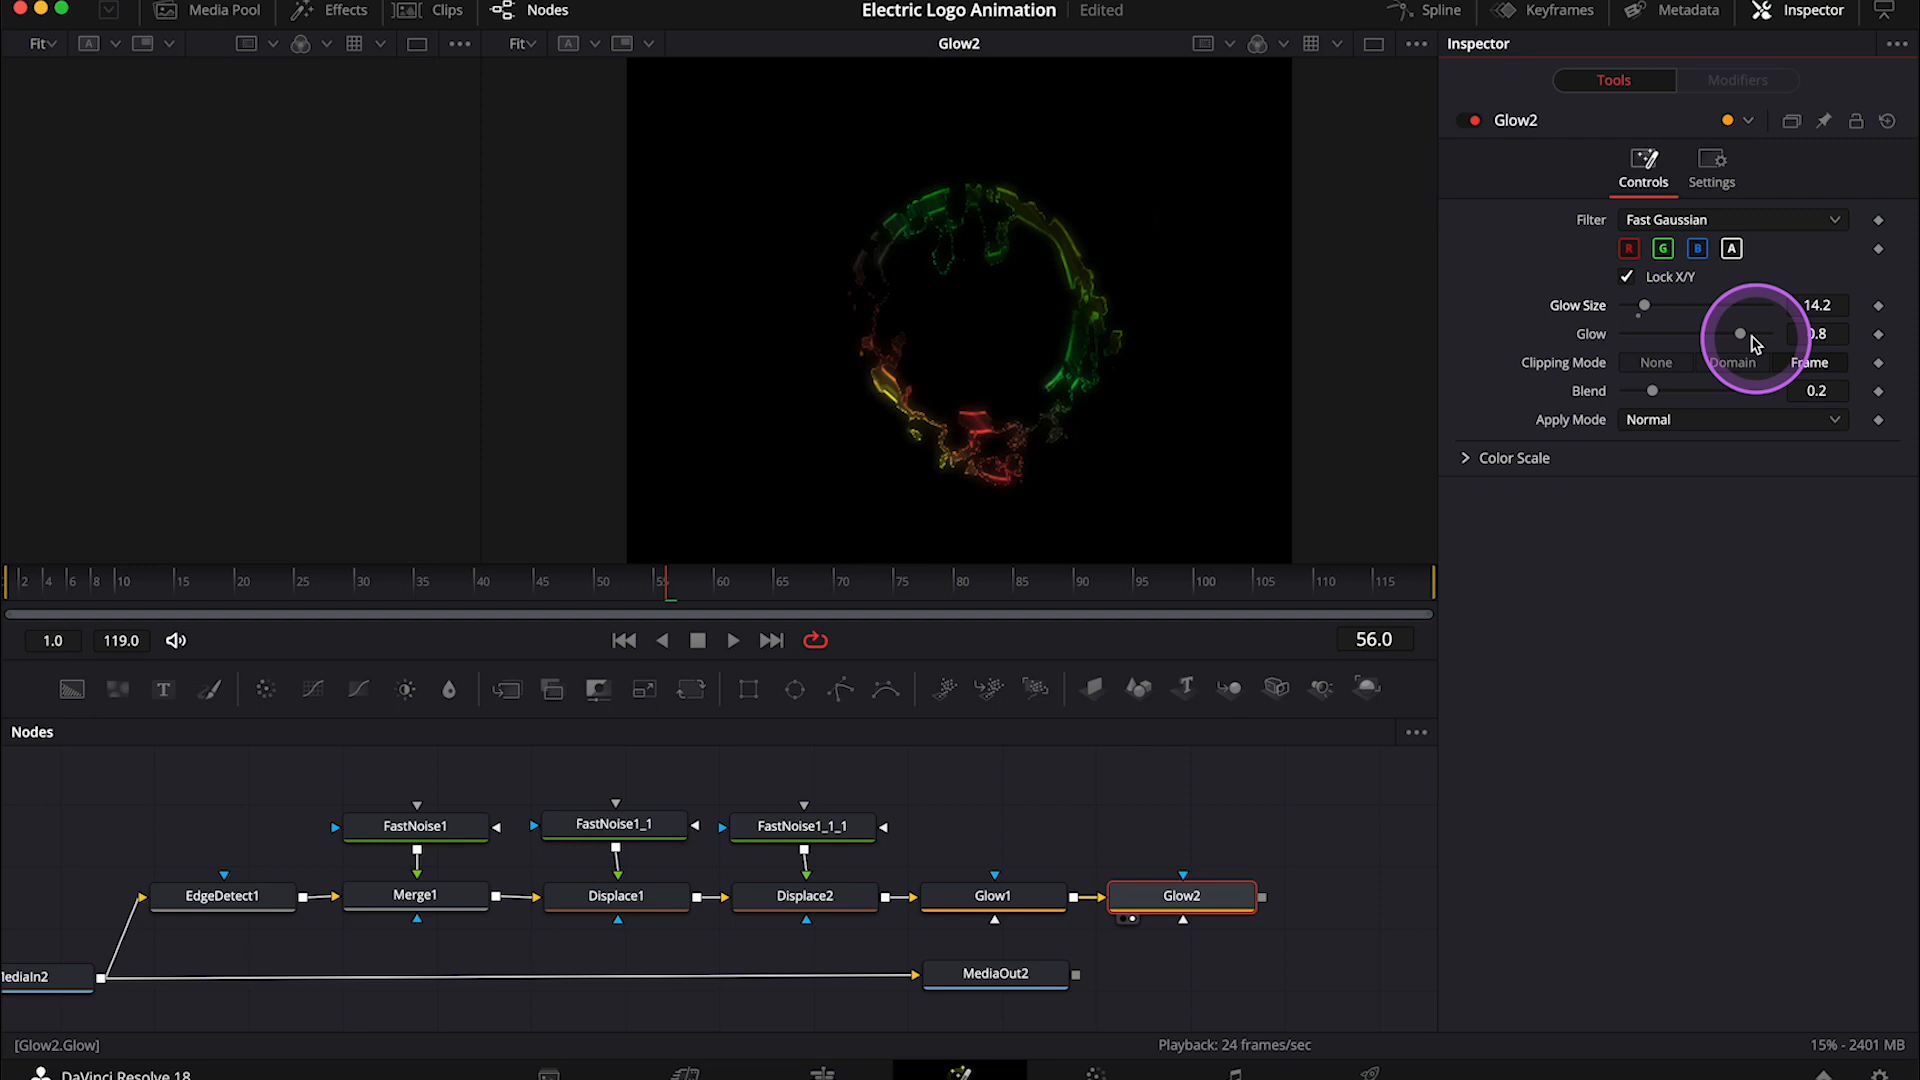 Media Pool Effects Clips Nodes Electric Logo Animation Edited Spline Keyframes Metadata Inspector
Fit A Fit A Glow2 Inspector
Tools Modifiers
Glow2
Controls Settings
Filter Fast Gaussian
R G B A
Lock X/Y
Glow Size 14.2
Glow 0.8
Clipping Mode None Domain Frame
Blend 0.2
Apply Mode Normal
Color Scale
2 4 6 8 10 15 20 25 30 35 40 45 50 55 60 65 70 75 80 85 90 95 100 105 110 115
1.0 119.0 56.0
T
Nodes
FastNoise1 FastNoise1_1 FastNoise1_1_1
EdgeDetect1 Merge1 Displace1 Displace2 Glow1 Glow2
MediaOut2
[Glow2.Glow] Playback: 24 frames/sec 15% - 2401 MB
DaVinci Resolve 18